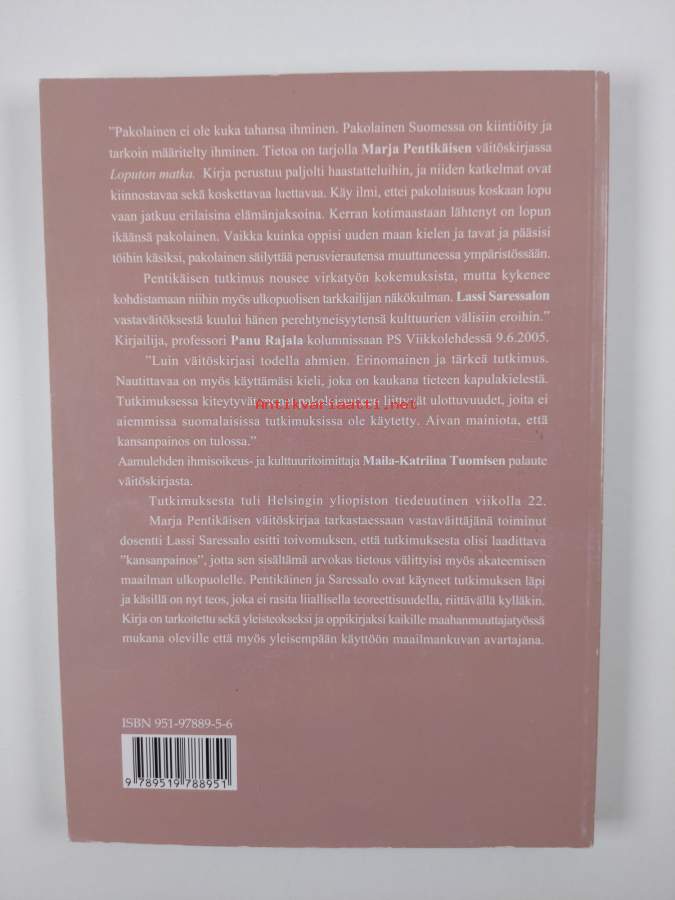 ”Pakolainen ei ole kuka tahansa ihminen. Pakolainen Suomessa on kiintiöity ja
tarkoin määritelty ihminen. Tietoa on tarjolla Marja Pentikäisen väitöskirjassa
Loputon matka. Kirja perustuu paljolti haastatteluihin, ja niiden katkelmat ovat
kiinnostavaa sekä koskettavaa luettavaa. Käy ilmi, ettei pakolaisuus koskaan lopu
vaan jatkuu erilaisina elämänjaksoina. Kerran kotimaastaan lähtenyt on lopun
ikäänsä pakolainen. Vaikka kuinka oppisi uuden maan kielen ja tavat ja pääsisi
töihin käsiksi, pakolainen säilyttää perusvierautensa muuttuneessa ympäristössään.
Pentikäisen tutkimus nousee virkatyön kokemuksista, mutta kykenee
kohdistamaan niihin myös ulkopuolisen tarkkailijan näkökulman. Lassi Saressalon
vastaväitöksestä kuului hänen perehtyneisyytensä kulttuurien välisiin eroihin.”
Kirjailija, professori Panu Rajala kolumnissaan PS Viikkolehdessä 9.6.2005.
”Luin väitöskirjasi todella ahmien. Erinomainen ja tärkeä tutkimus.
Nautittavaa on myös käyttämäsi kieli, joka on kaukana tieteen kapulakielestä.
Tutkimuksessa kiteytyvät monet pakolaisuuteen liittyvät ulottuvuudet, joita ei
Antikvariaatti.net
aiemmissa suomalaisissa tutkimuksissa ole käytetty. Aivan mainiota, että
kansanpainos on tulossa.”
Aamulehden ihmisoikeus- ja kulttuuritoimittaja Maila-Katriina Tuomisen palaute
väitöskirjasta.
Tutkimuksesta tuli Helsingin yliopiston tiedeuutinen viikolla 22.
Marja Pentikäisen väitöskirjaa tarkastaessaan vastaväittäjänä toiminut
dosentti Lassi Saressalo esitti toivomuksen, että tutkimuksesta olisi laadittava
”kansanpainos”, jotta sen sisältämä arvokas tietous välittyisi myös akateemisen
maailman ulkopuolelle. Pentikäinen ja Saressalo ovat käyneet tutkimuksen läpi
ja käsillä on nyt teos, joka ei rasita liiallisella teoreettisuudella, riittävällä kylläkin.
Kirja on tarkoitettu sekä yleisteokseksi ja oppikirjaksi kaikille maahanmuuttajatyössä
mukana oleville että myös yleisempään käyttöön maailmankuvan avartajana.
ISBN 951-97889-5-6
9 789519 788951